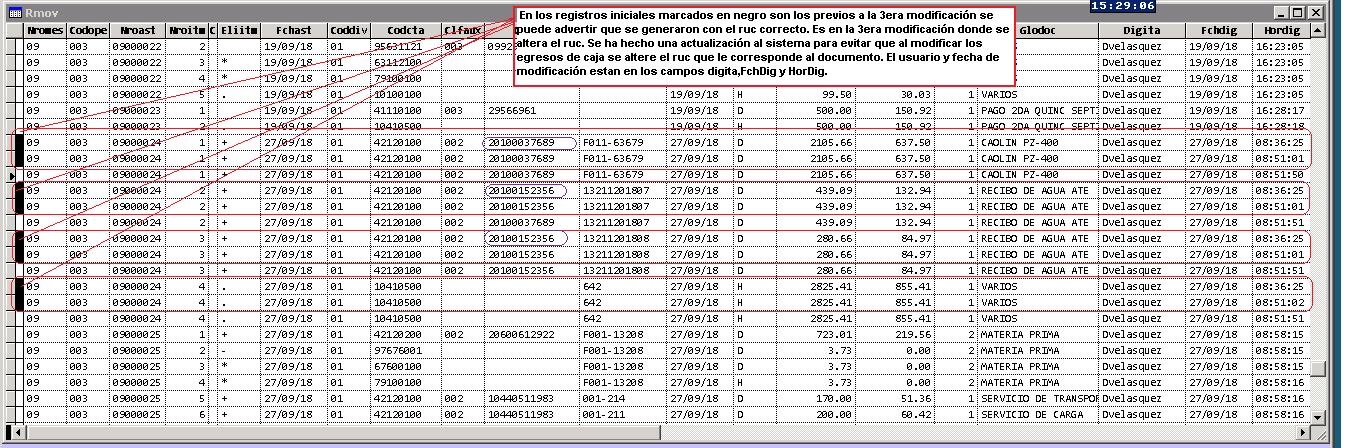 15:29:06
Rmov
En los registros iniciales marcados en negro son los previos a la 3era modificación se
puede advertir que se generaron con el ruc correcto. Es en la 3era modificación donde se
altera el ruc. Se ha hecho una actualización al sistema para evitar que al modificar los
egresos de caja se altere el ruc que le corresponde al documento. El usuario y fecha de
modificación estan en los campos digita,FchDig y HorDig.
Nromes Codope Nroast Nroitm C Eliitm Fchast Coddiv Codcta Clfaux Glodoc Digita Fchdig Hordig
09 003 09000022 2 19/09/18 01 95631121 003 Dvelasquez 19/09/18 16:23:05
09 003 09000022 3 * 19/09/18 01 63112100 Dvelasquez 19/09/18 16:23:05
09 003 09000022 4 * 19/09/18 01 79100100 Dvelasquez 19/09/18 16:23:05
09 003 09000022 5 . 19/09/18 01 10100100 19/09/18 H 99.50 30.03 1 VARIOS Dvelasquez 19/09/18 16:23:05
09 003 09000023 1 19/09/18 01 41110100 003 29566961 19/09/18 D 500.00 150.92 1 PAGO 2DA QUINC SEPT Dvelasquez 19/09/18 16:28:17
09 003 09000023 2 19/09/18 01 10410500 19/09/18 H 500.00 150.92 1 PAGO 2DA QUINC SEPT Dvelasquez 19/09/18 16:28:18
09 003 09000024 1 + 27/09/18 01 42120100 002 20100037689 F011-63679 27/09/18 D 2105.66 637.50 1 CAOLIN PZ-400 Dvelasquez 27/09/18 08:36:25
09 003 09000024 1 + 27/09/18 01 42120100 002 20100037689 F011-63679 27/09/18 D 2105.66 637.50 1 CAOLIN PZ-400 Dvelasquez 27/09/18 08:51:01
09 003 09000024 1 + 27/09/18 01 42120100 002 20100037689 F011-63679 27/09/18 D 2105.66 637.50 1 CAOLIN PZ-400 Dvelasquez 27/09/18 08:51:50
09 003 09000024 2 + 27/09/18 01 42120100 002 20100152356 13211201807 27/09/18 D 439.09 132.94 1 RECIBO DE AGUA ATE Dvelasquez 27/09/18 08:36:25
09 003 09000024 2 + 27/09/18 01 42120100 002 20100152356 13211201807 27/09/18 D 439.09 132.94 1 RECIBO DE AGUA ATE Dvelasquez 27/09/18 08:51:01
09 003 09000024 2 + 27/09/18 01 42120100 002 20100037689 13211201807 27/09/18 D 439.09 132.94 1 RECIBO DE AGUA ATE Dvelasquez 27/09/18 08:51:51
09 003 09000024 3 + 27/09/18 01 42120100 002 20100152356 13211201808 27/09/18 D 280.66 84.97 1 RECIBO DE AGUA ATE Dvelasquez 27/09/18 08:36:25
09 003 09000024 3 + 27/09/18 01 42120100 002 20100152356 13211201808 27/09/18 D 280.66 84.97 1 RECIBO DE AGUA ATE Dvelasquez 27/09/18 08:51:01
09 003 09000024 3 + 27/09/18 01 42120100 002 20100152356 13211201808 27/09/18 D 280.66 84.97 1 RECIBO DE AGUA ATE Dvelasquez 27/09/18 08:51:51
09 003 09000024 4 . 27/09/18 01 10410500 642 27/09/18 H 2825.41 855.41 1 VARIOS Dvelasquez 27/09/18 08:36:25
09 003 09000024 4 . 27/09/18 01 10410500 642 27/09/18 H 2825.41 855.41 1 VARIOS Dvelasquez 27/09/18 08:51:02
09 003 09000024 4 . 27/09/18 01 10410500 642 27/09/18 H 2825.41 855.41 1 VARIOS Dvelasquez 27/09/18 08:51:51
09 003 09000025 1 + 27/09/18 01 42120200 002 20600612922 F001-13208 27/09/18 D 723.01 219.56 2 MATERIA PRIMA Dvelasquez 27/09/18 08:58:15
09 003 09000025 2 - 27/09/18 01 97676001 F001-13208 27/09/18 D 3.73 0.00 2 MATERIA PRIMA Dvelasquez 27/09/18 08:58:15
09 003 09000025 3 * 27/09/18 01 67600100 F001-13208 27/09/18 D 3.73 0.00 2 MATERIA PRIMA Dvelasquez 27/09/18 08:58:16
09 003 09000025 4 * 27/09/18 01 79100100 F001-13208 27/09/18 H 3.73 0.00 2 MATERIA PRIMA Dvelasquez 27/09/18 08:58:16
09 003 09000025 5 + 27/09/18 01 42120100 002 10440511983 001-214 27/09/18 D 170.00 51.36 1 SERVICIO DE TRANSPO Dvelasquez 27/09/18 08:58:15
09 003 09000025 6 + 27/09/18 01 42120100 002 10440511983 001-211 27/09/18 D 200.00 60.42 1 SERVICIO DE CARGA Dvelasquez 27/09/18 08:58:16